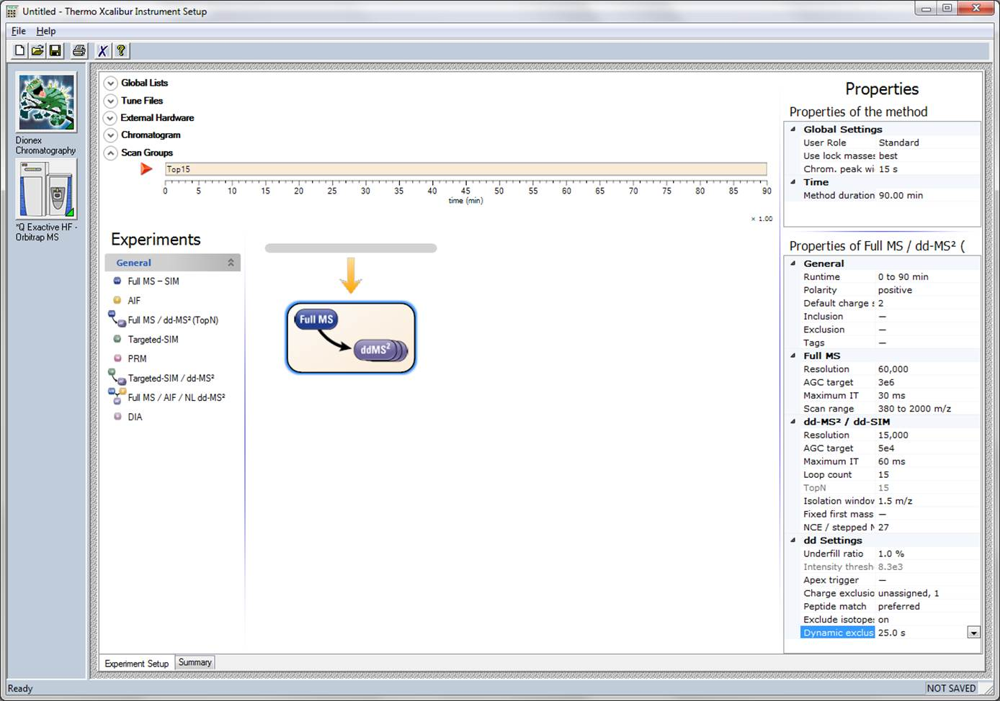 Untitled - Thermo Xcalibur Instrument Setup
File Help
Dionex
Chromatography
*Q Exactive HF -
Orbitrap MS
Global Lists
Tune Files
External Hardware
Chromatogram
Scan Groups
Top15
0 5 10 15 20 25 30 35 40 45 50 55 60 65 70 75 80 85 90
time (min)
× 1.00
Experiments
General
Full MS – SIM
AIF
Full MS / dd-MS² (TopN)
Targeted-SIM
PRM
Targeted-SIM / dd-MS²
Full MS / AIF / NL dd-MS²
DIA
Full MS
ddMS²
Properties
Properties of the method
Global Settings
User Role Standard
Use lock masses best
Chrom. peak wi 15 s
Time
Method duration 90.00 min
Properties of Full MS / dd-MS² (
General
Runtime 0 to 90 min
Polarity positive
Default charge s 2
Inclusion —
Exclusion —
Tags —
Full MS
Resolution 60,000
AGC target 3e6
Maximum IT 30 ms
Scan range 380 to 2000 m/z
dd-MS² / dd-SIM
Resolution 15,000
AGC target 5e4
Maximum IT 60 ms
Loop count 15
TopN 15
Isolation window 1.5 m/z
Fixed first mass —
NCE / stepped N 27
dd Settings
Underfill ratio 1.0 %
Intensity thresh 8.3e3
Apex trigger —
Charge exclusio unassigned, 1
Peptide match preferred
Exclude isotopes on
Dynamic exclus 25.0 s
Experiment Setup Summary
Ready NOT SAVED